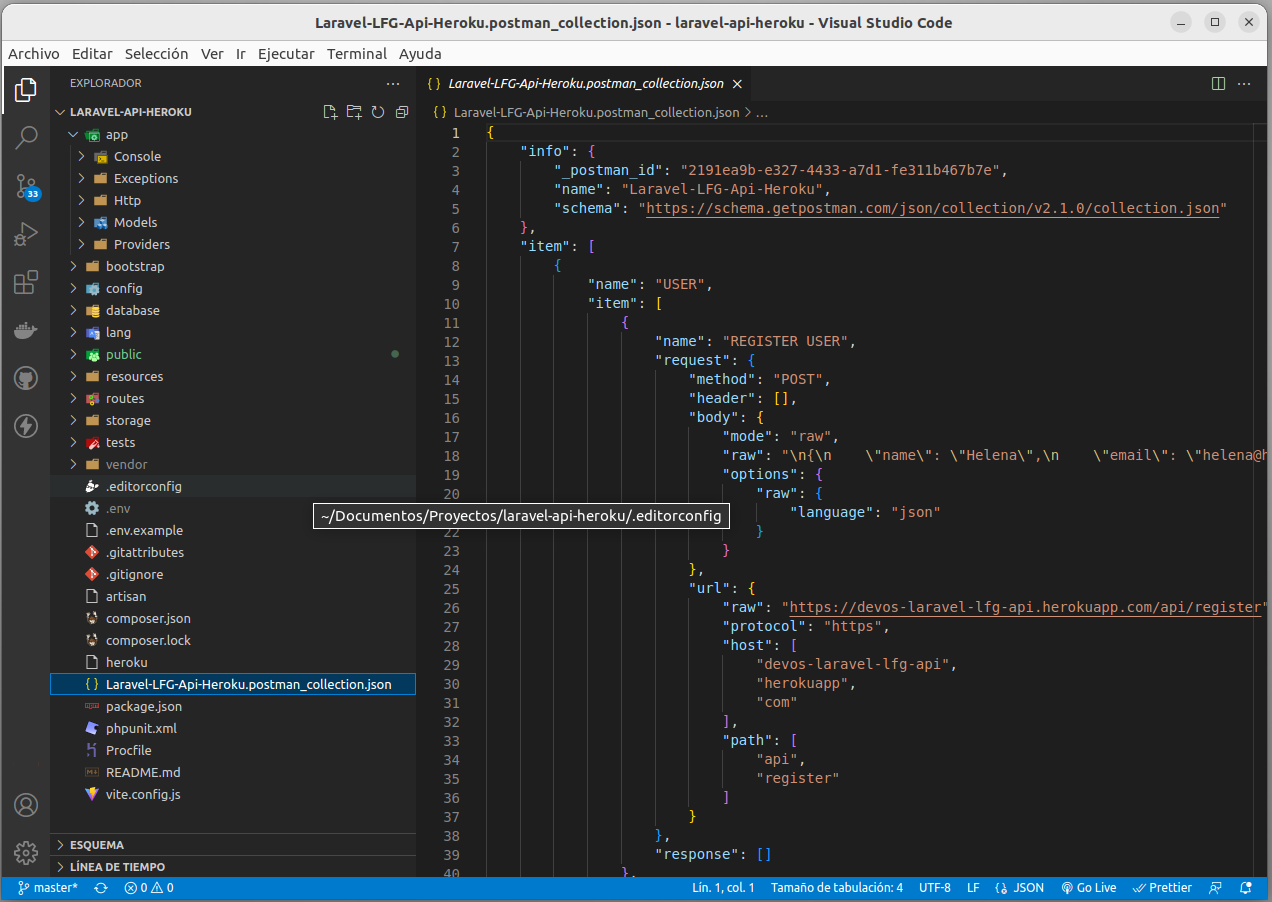 Laravel-LFG-Api-Heroku.postman_collection.json - laravel-api-heroku - Visual Studio Code
Archivo Editar Selección Ver Ir Ejecutar Terminal Ayuda
EXPLORADOR
LARAVEL-API-HEROKU
app
Console
Exceptions
Http
Models
Providers
bootstrap
config
database
lang
public
resources
routes
storage
tests
vendor
.editorconfig
.env
.env.example
.gitattributes
.gitignore
artisan
composer.json
composer.lock
heroku
Laravel-LFG-Api-Heroku.postman_collection.json
package.json
phpunit.xml
Procfile
README.md
vite.config.js
ESQUEMA
LÍNEA DE TIEMPO
33
~/Documentos/Proyectos/laravel-api-heroku/.editorconfig
{ } Laravel-LFG-Api-Heroku.postman_collection.json
{ } Laravel-LFG-Api-Heroku.postman_collection.json > ...
1 {
2 "info": {
3 "_postman_id": "2191ea9b-e327-4433-a7d1-fe311b467b7e",
4 "name": "Laravel-LFG-Api-Heroku",
5 "schema": "https://schema.getpostman.com/json/collection/v2.1.0/collection.json"
6 },
7 "item": [
8 {
9 "name": "USER",
10 "item": [
11 {
12 "name": "REGISTER USER",
13 "request": {
14 "method": "POST",
15 "header": [],
16 "body": {
17 "mode": "raw",
18 "raw": "\n{\n    \"name\": \"Helena\",\n    \"email\": \"helena@h
19 "options": {
20 "raw": {
"language": "json"
22 }
23 }
24 },
25 "url": {
26 "raw": "https://devos-laravel-lfg-api.herokuapp.com/api/register"
27 "protocol": "https",
28 "host": [
29 "devos-laravel-lfg-api",
30 "herokuapp",
31 "com"
32 ],
33 "path": [
34 "api",
35 "register"
36 ]
37 }
38 },
39 "response": []
40 },
master* 0 0 Lín. 1, col. 1 Tamaño de tabulación: 4 UTF-8 LF JSON Go Live Prettier